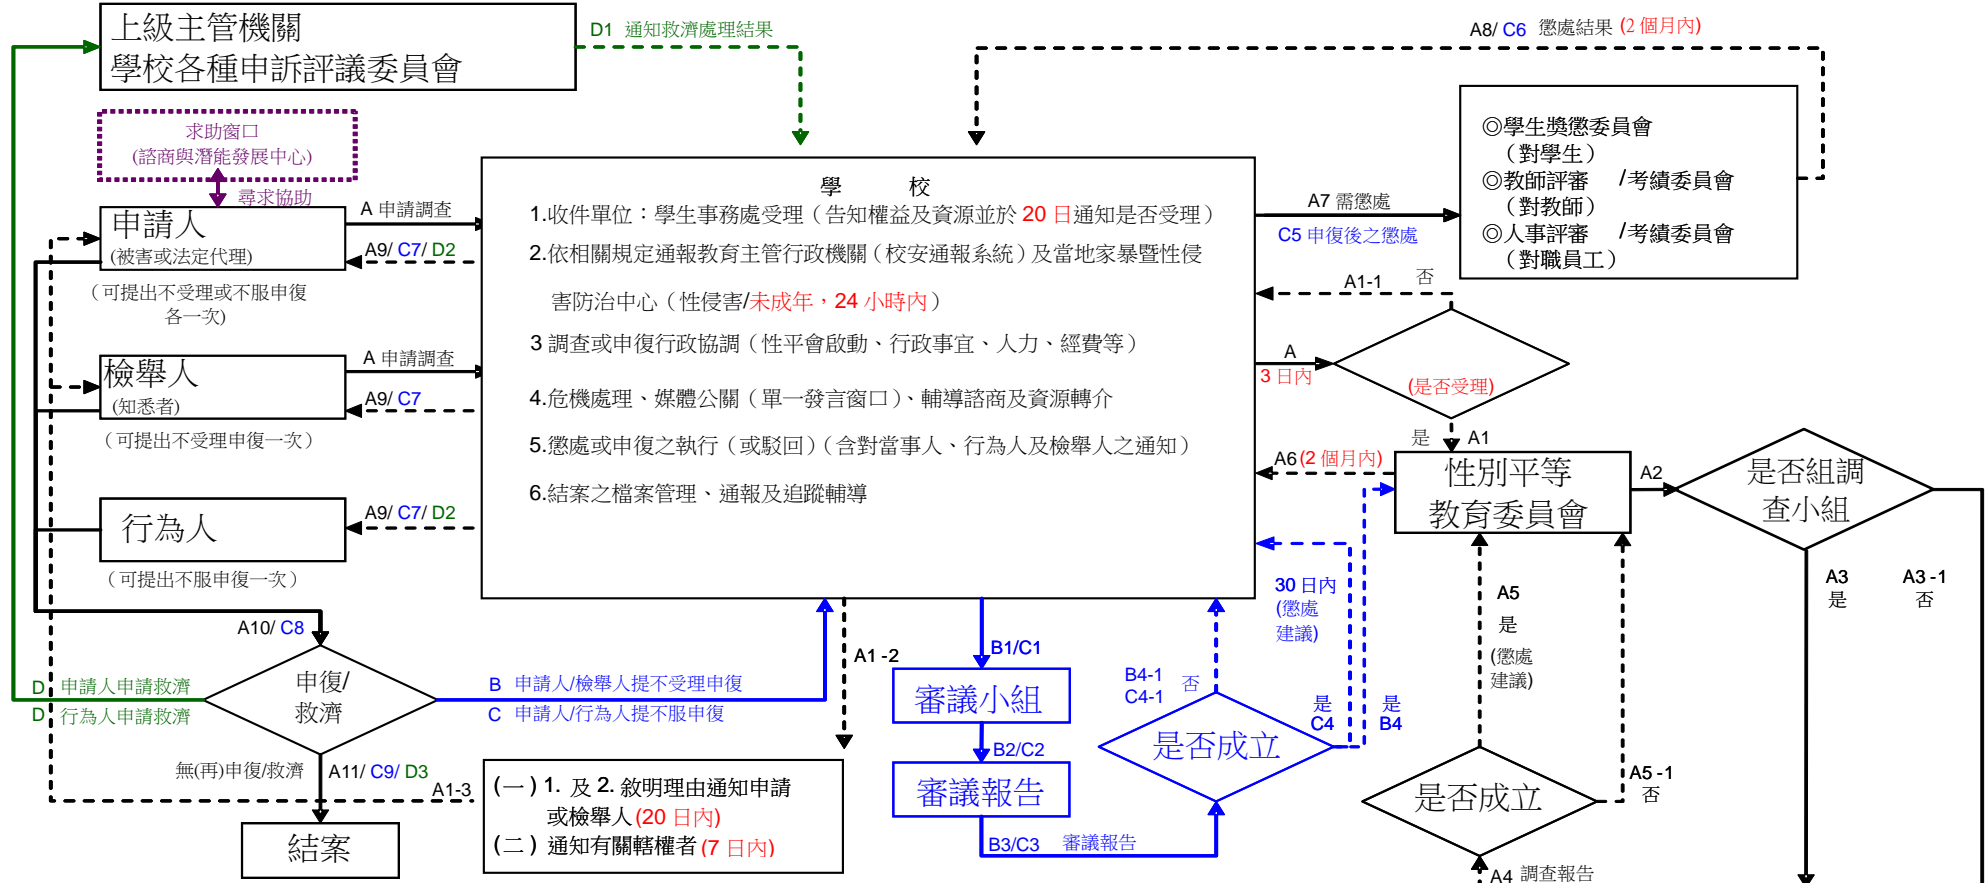 上級主管機關
學校各種申訴評議委員會
D1 通知救濟處理結果
A8/ C6 懲處結果 (2 個月內)
求助窗口
(諮商與潛能發展中心)
尋求協助
申請人
(被害或法定代理)
(可提出不受理或不服申復
各一次)
A 申請調查
A9/ C7/ D2
檢舉人
(知悉者)
(可提出不受理申復一次)
A 申請調查
A9/ C7
行為人
(可提出不服申復一次)
A9/ C7/ D2
學 校
1.收件單位：學生事務處受理（告知權益及資源並於 20 日通知是否受理）
2.依相關規定通報教育主管行政機關（校安通報系統）及當地家暴暨性侵
害防治中心（性侵害/未成年，24 小時內）
3 調查或申復行政協調（性平會啟動、行政事宜、人力、經費等）
4.危機處理、媒體公關（單一發言窗口）、輔導諮商及資源轉介
5.懲處或申復之執行（或駁回）（含對當事人、行為人及檢舉人之通知）
6.結案之檔案管理、通報及追蹤輔導
A7 需懲處
C5 申復後之懲處
◎學生獎懲委員會
（對學生）
◎教師評審 /考績委員會
（對教師）
◎人事評審 /考績委員會
（對職員工）
A1-1 否
A
3 日內
(是否受理)
是 A1
A6 (2 個月內)
性別平等
教育委員會
A2
是否組調
查小組
A3
是
A3 -1
否
A5
是
(懲處
建議)
30 日內
(懲處
建議)
A10/ C8
申復/
救濟
D 申請人申請救濟
D 行為人申請救濟
B 申請人/檢舉人提不受理申復
C 申請人/行為人提不服申復
A1 -2
B1/C1
審議小組
B2/C2
審議報告
B3/C3 審議報告
B4-1
C4-1
否
是否成立
是
C4
是
B4
是否成立
A5 -1
否
A4 調查報告
無(再)申復/救濟
A11/ C9/ D3
A1-3
結案
(一) 1. 及 2. 敘明理由通知申請
或檢舉人(20 日內)
(二) 通知有關轄權者 (7 日內)